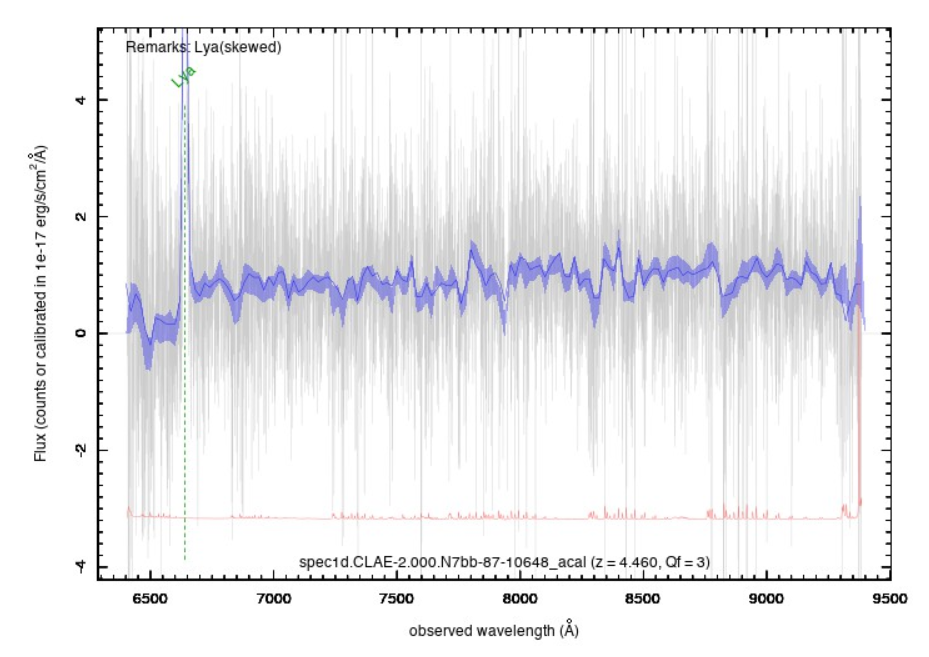 Remarks: Lya(skewed)
Lya
4
2
0
-2
-4
Flux (counts or calibrated in 1e-17 erg/s/cm²/Å)
spec1d.CLAE-2.000.N7bb-87-10648_acal (z = 4.460, Qf = 3)
6500 7000 7500 8000 8500 9000 9500
observed wavelength (Å)